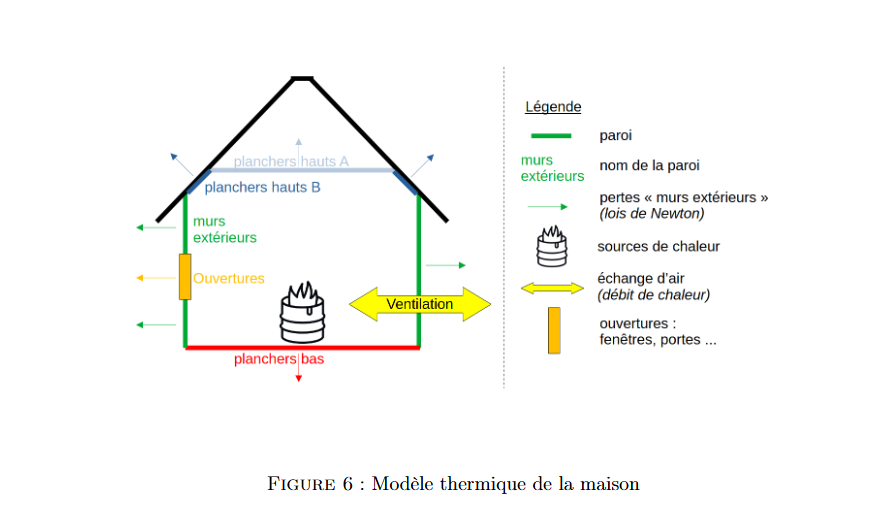 planchers hauts A
planchers hauts B
murs
extérieurs
Ouvertures
Ventilation
planchers bas
Légende
paroi
murs
extérieurs
nom de la paroi
pertes « murs extérieurs »
(lois de Newton)
sources de chaleur
échange d'air
(débit de chaleur)
ouvertures :
fenêtres, portes ...
FIGURE 6 : Modèle thermique de la maison